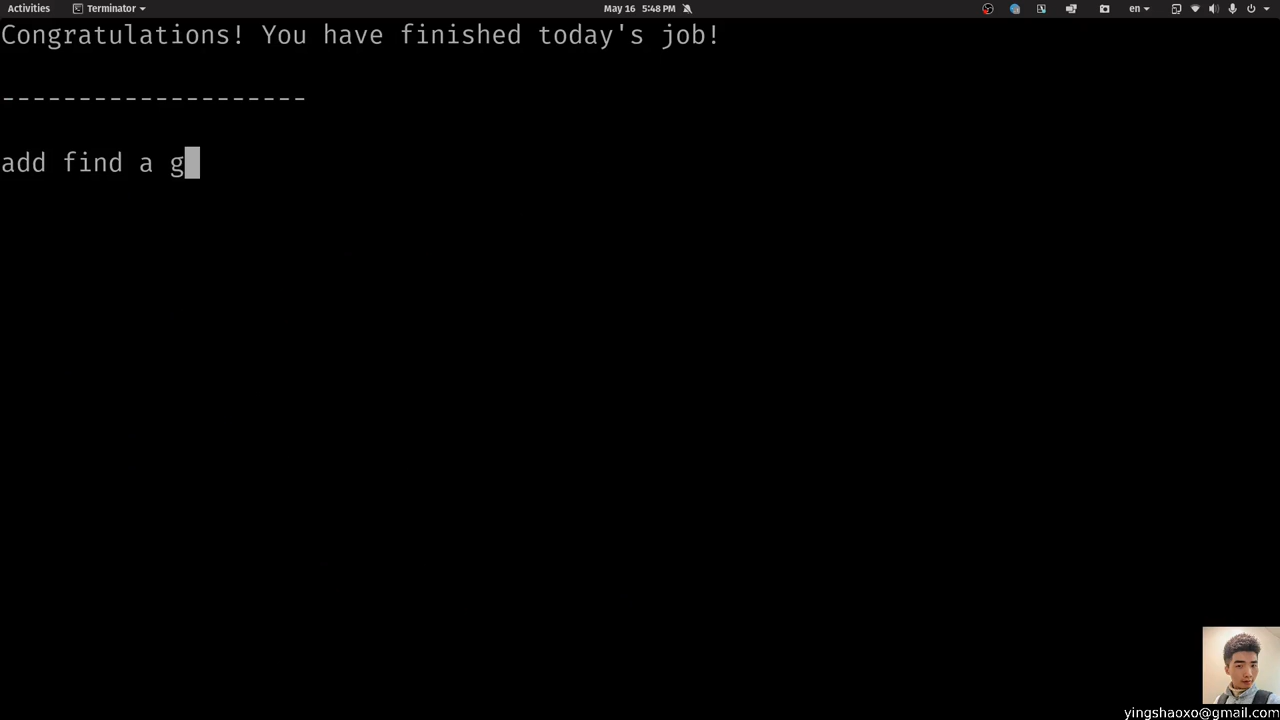 Activities Terminator May 16 5:48 PM en
Congratulations! You have finished today's job!
--------------------
add find a g
yingshaoxo@gmail.com